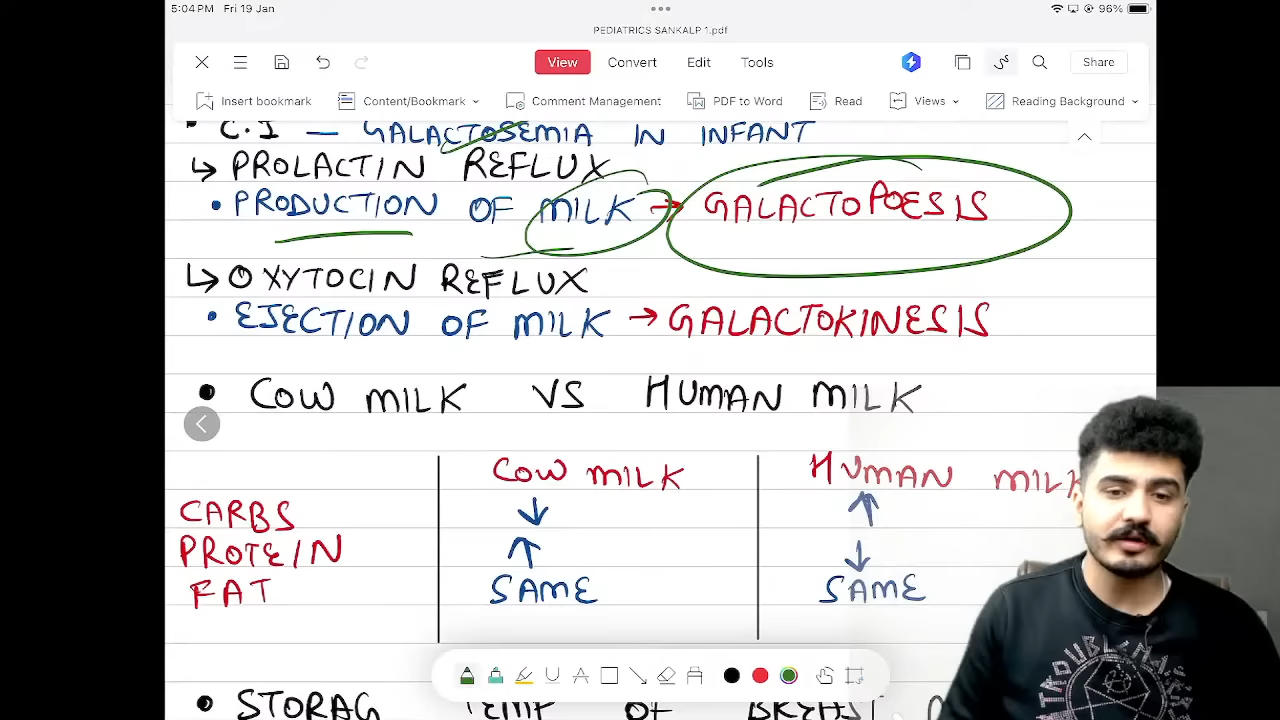 5:04 PM Fri 19 Jan
96%
PEDIATRICS SANKALP 1.pdf
View Convert Edit Tools Share
Insert bookmark Content/Bookmark Comment Management PDF to Word Read Views Reading Background
• C.I — GALACTOSEMIA IN INFANT
↳ PROLACTIN REFLUX
• PRODUCTION OF MILK → GALACTOPOESIS
↳ OXYTOCIN REFLUX
• EJECTION OF MILK → GALACTOKINESIS
• COW MILK VS HUMAN MILK
COW MILK HUMAN MILK
CARBS ↓ ↑
PROTEIN ↑ ↓
FAT SAME SAME
• STORAG TEMP OF BREAST